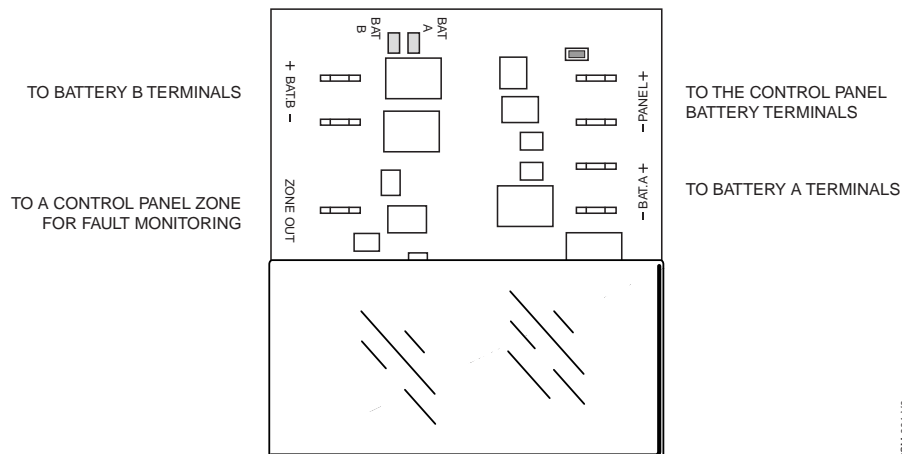 BAT
B
BAT
A
TO BATTERY B TERMINALS
+ BAT.B -
- PANEL +
TO THE CONTROL PANEL
BATTERY TERMINALS
TO A CONTROL PANEL ZONE
FOR FAULT MONITORING
ZONE OUT
- BAT.A +
TO BATTERY A TERMINALS